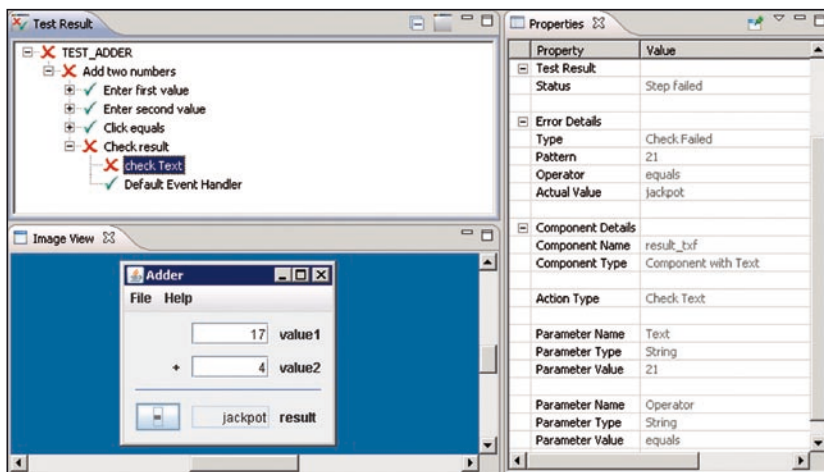 Test Result
TEST_ADDER
Add two numbers
Enter first value
Enter second value
Click equals
Check result
check Text
Default Event Handler
Image View
Adder
File Help
17 value1
+ 4 value2
= jackpot result
Properties
Property Value
Test Result
Status Step failed
Error Details
Type Check Failed
Pattern 21
Operator equals
Actual Value jackpot
Component Details
Component Name result_txf
Component Type Component with Text
Action Type Check Text
Parameter Name Text
Parameter Type String
Parameter Value 21
Parameter Name Operator
Parameter Type String
Parameter Value equals